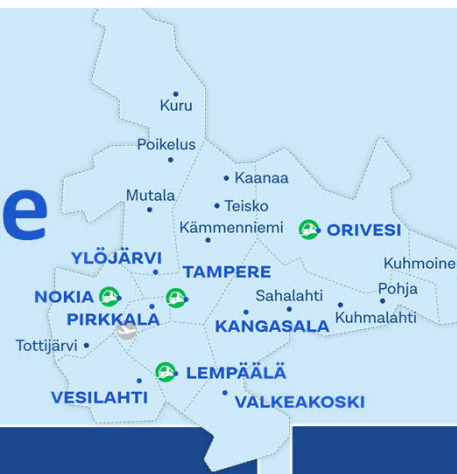 Kuru
Poikelus
Kaanaa
Mutala
Teisko
e
Kämmenniemi
ORIVESI
YLÖJÄRVI
TAMPERE
Kuhmoine
NOKIA
Sahalahti
Pohja
PIRKKALA
KANGASALA
Kuhmalahti
Tottijärvi
LEMPÄÄLÄ
VESILAHTI
VALKEAKOSKI